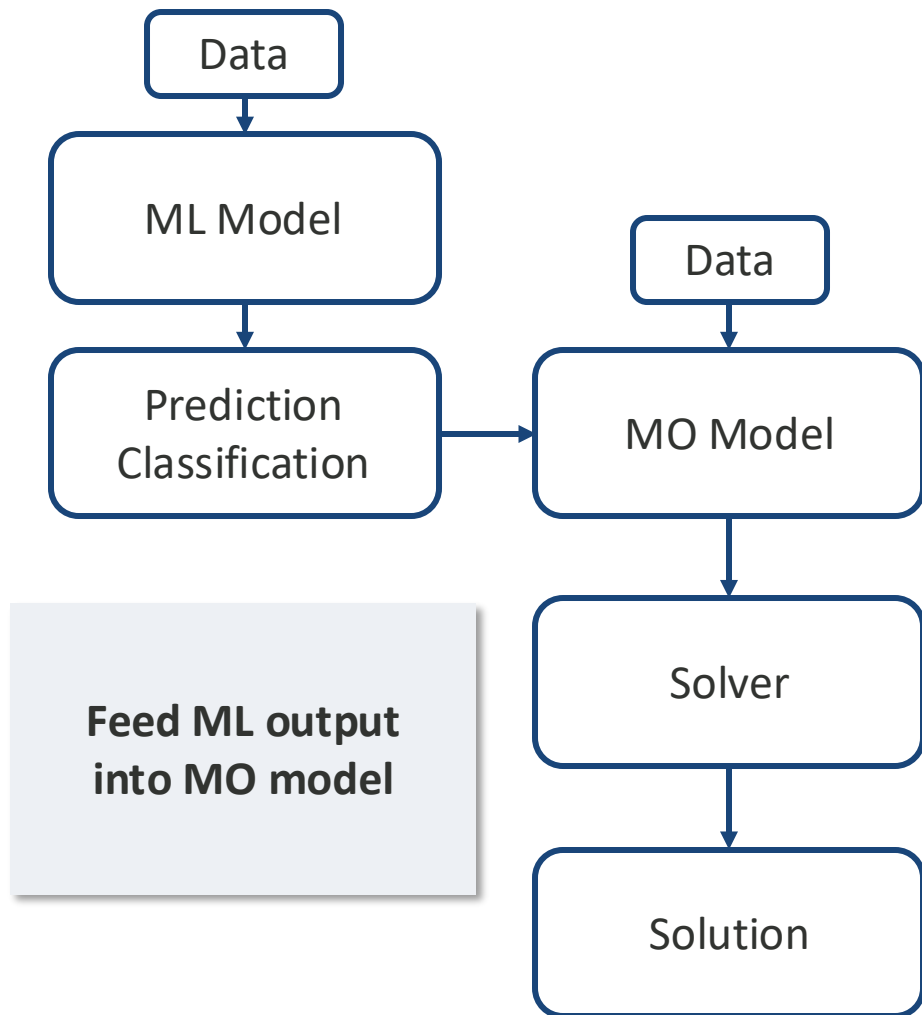 Data
ML Model
Data
Prediction
Classification
MO Model
Solver
Feed ML output
into MO model
Solution